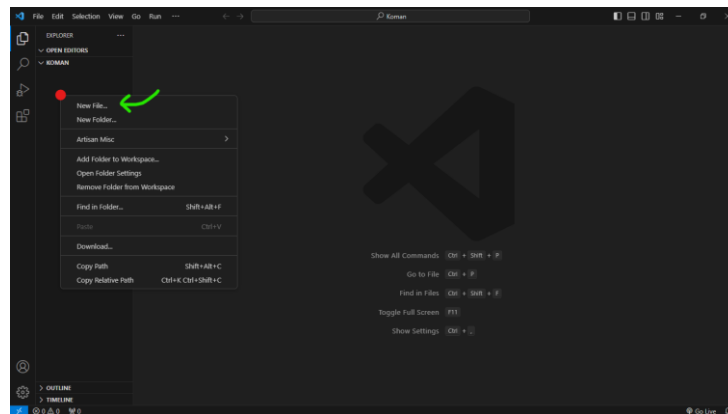 File Edit Selection View Go Run ···
Koman
EXPLORER ···
OPEN EDITORS
KOMAN
New File...
New Folder...
Artisan Misc
Add Folder to Workspace...
Open Folder Settings
Remove Folder from Workspace
Find in Folder... Shift+Alt+F
Paste Ctrl+V
Download...
Copy Path Shift+Alt+C
Copy Relative Path Ctrl+K Ctrl+Shift+C
Show All Commands Ctrl + Shift + P
Go to File Ctrl + P
Find in Files Ctrl + Shift + F
Toggle Full Screen F11
Show Settings Ctrl + ,
OUTLINE
TIMELINE
0 0 0 Go Live